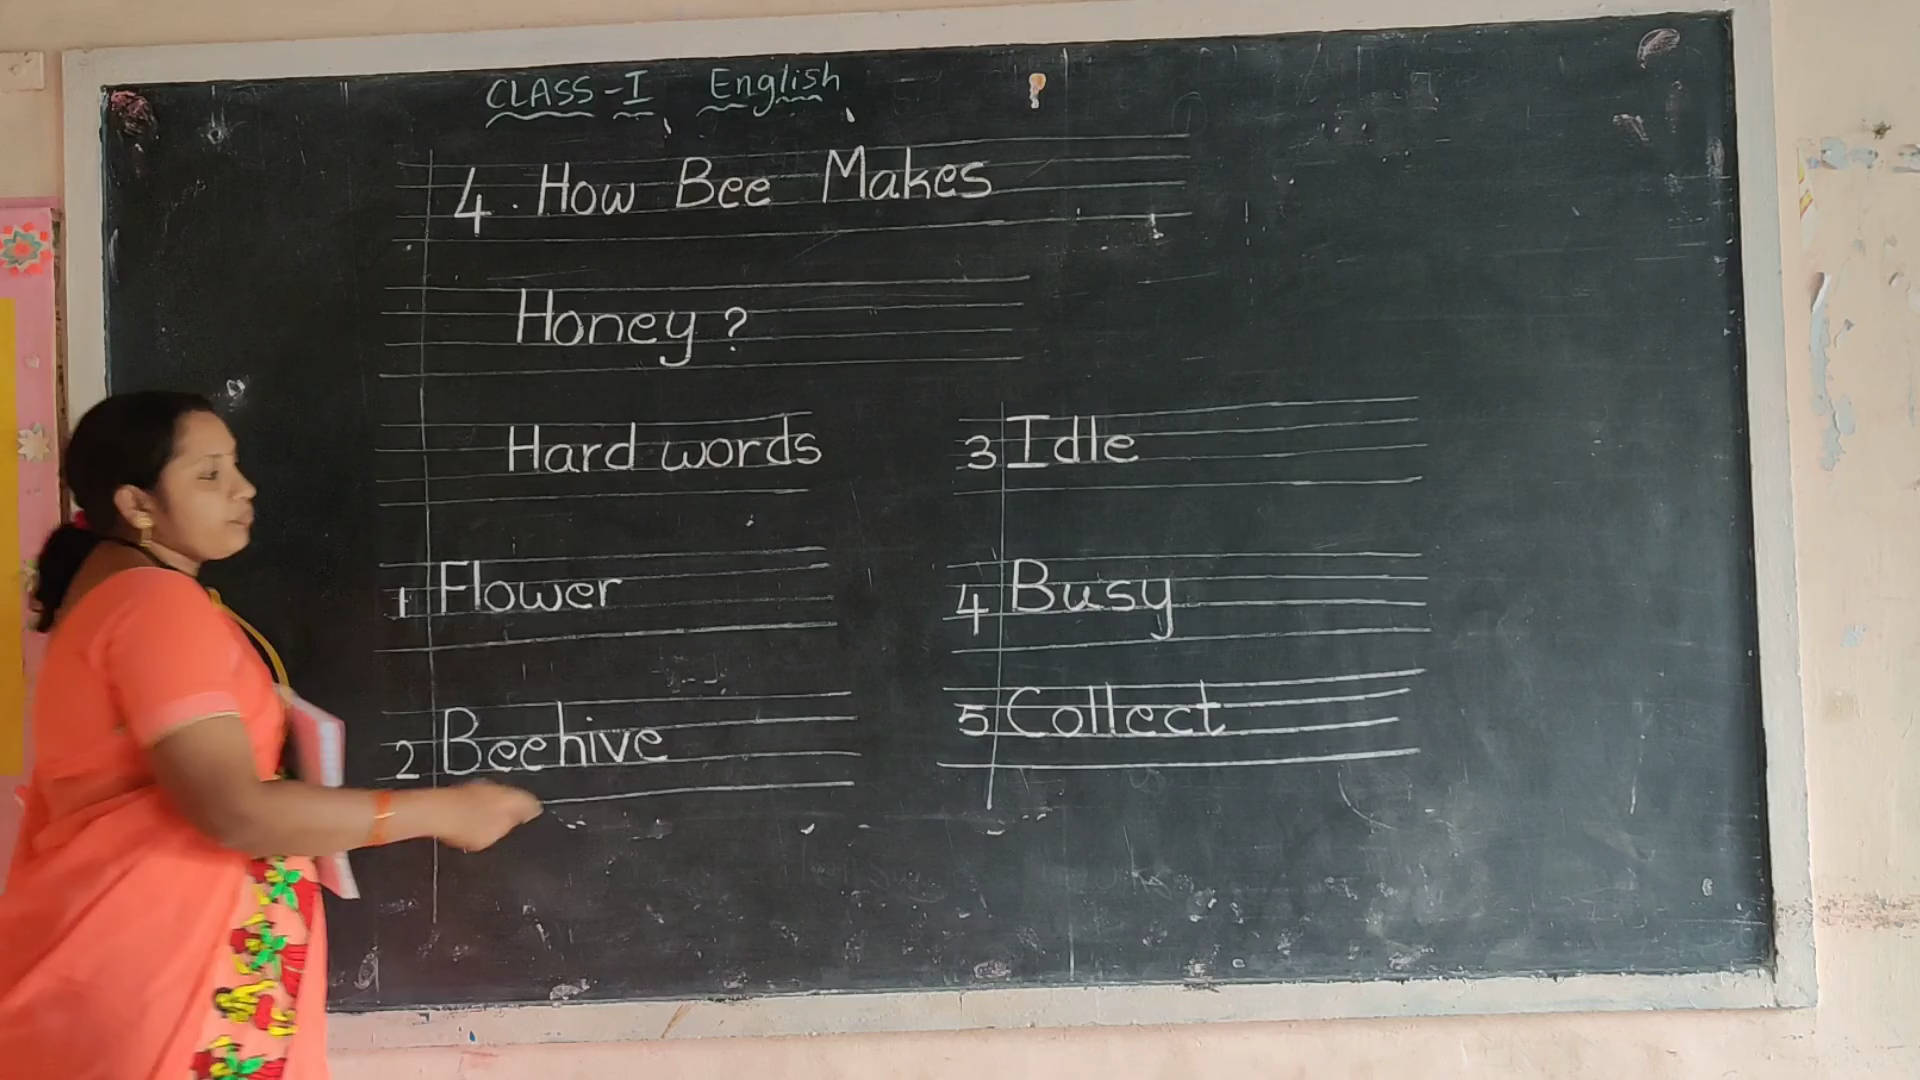 CLASS-I English
4. How Bee Makes
Honey ?
Hard words
1 Flower
2 Beehive
3 Idle
4 Busy
5 Collect